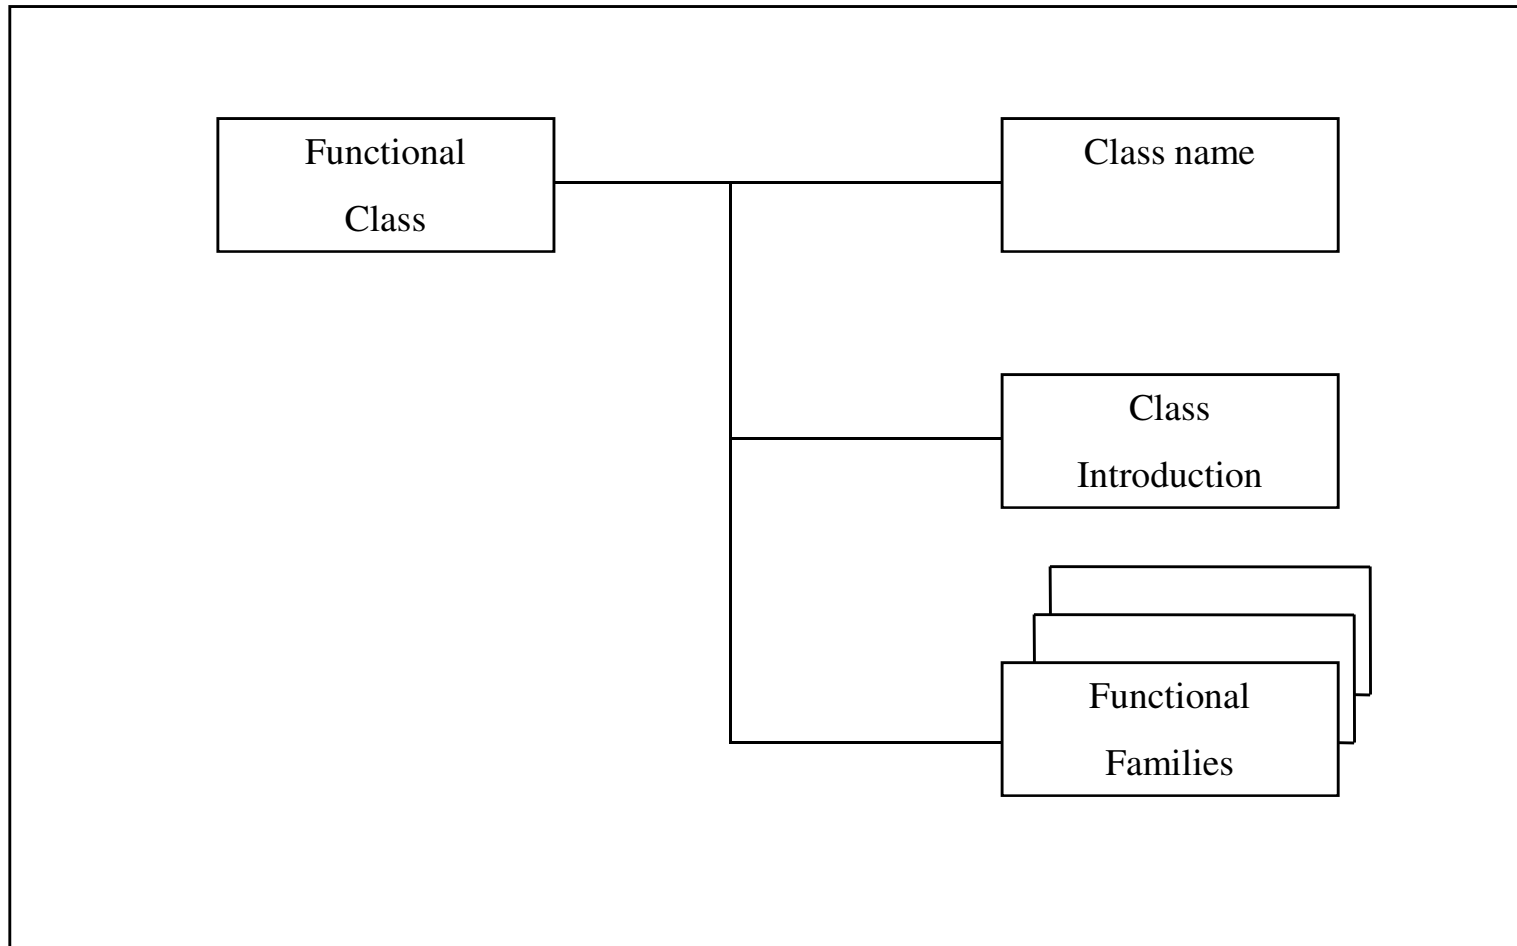 Functional
Class
Class name
Class
Introduction
Functional
Families